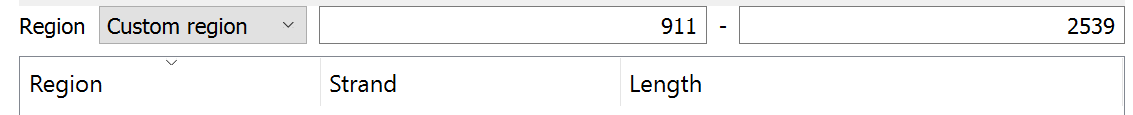 Region Custom region 911 - 2539
Region Strand Length